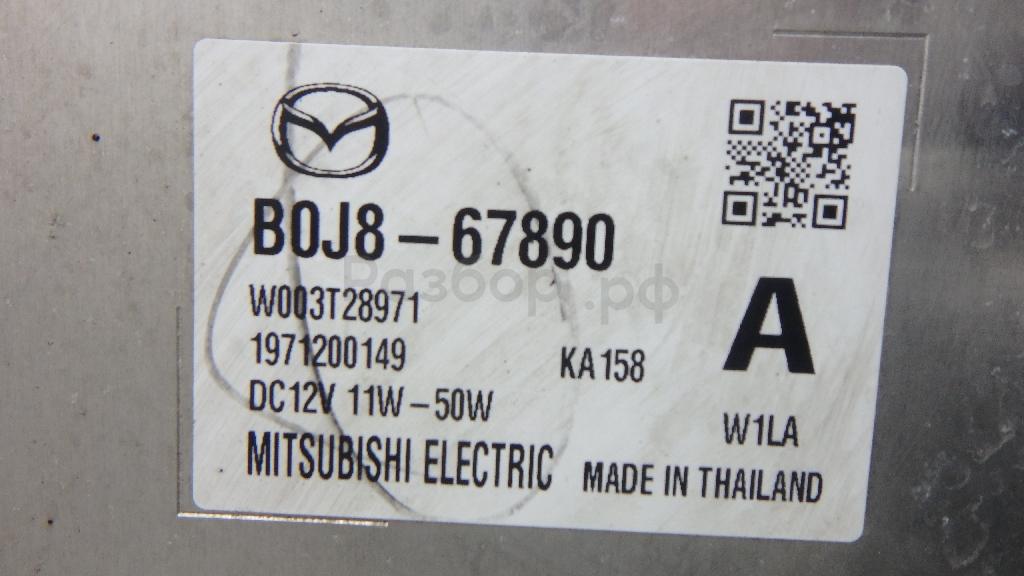 B0J8-67890
Разбор.рф
W003T28971
1971200149
KA158
A
DC12V 11W-50W
W1LA
MITSUBISHI ELECTRIC
MADE IN THAILAND